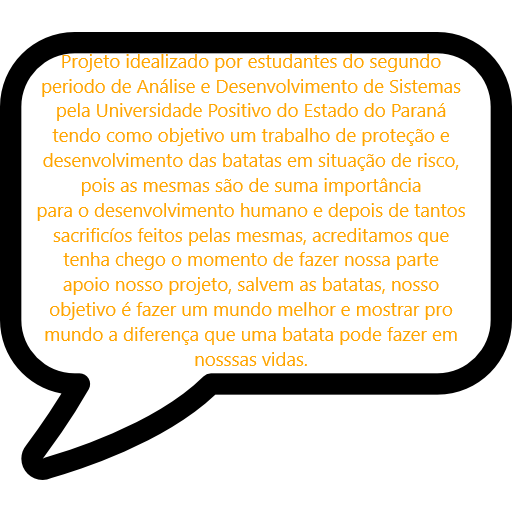 Projeto idealizado por estudantes do segundo
periodo de Análise e Desenvolvimento de Sistemas
pela Universidade Positivo do Estado do Paraná
tendo como objetivo um trabalho de proteção e
desenvolvimento das batatas em situação de risco,
pois as mesmas são de suma importância
para o desenvolvimento humano e depois de tantos
sacrificíos feitos pelas mesmas, acreditamos que
tenha chego o momento de fazer nossa parte
apoio nosso projeto, salvem as batatas, nosso
objetivo é fazer um mundo melhor e mostrar pro
mundo a diferença que uma batata pode fazer em
nosssas vidas.